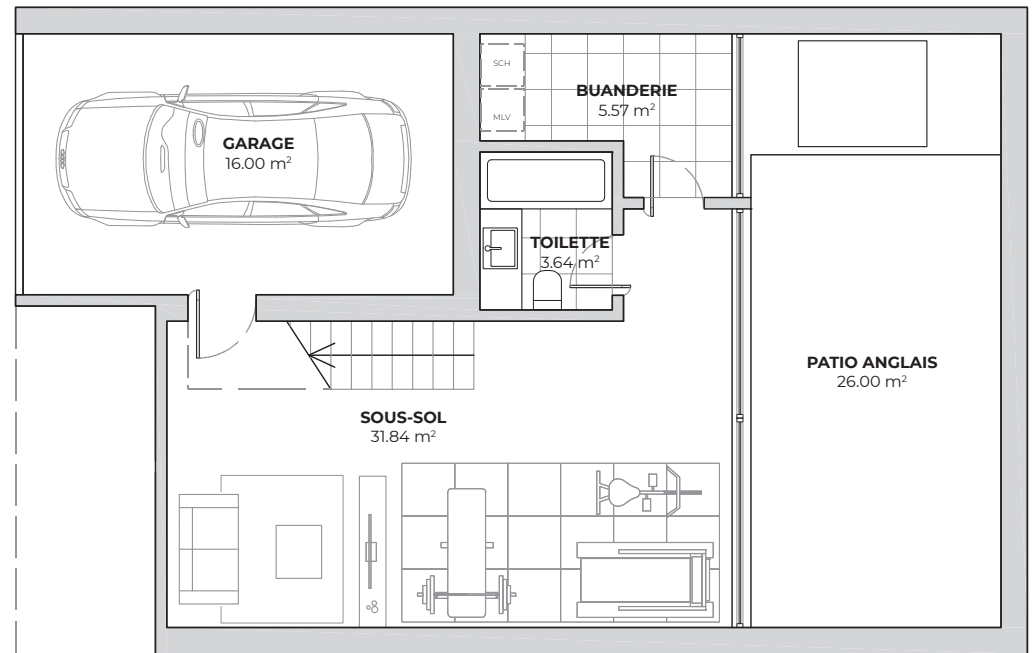 SCH
BUANDERIE
5.57 m²
MLV
GARAGE
16.00 m²
TOILETTE
3.64 m²
PATIO ANGLAIS
26.00 m²
SOUS-SOL
31.84 m²